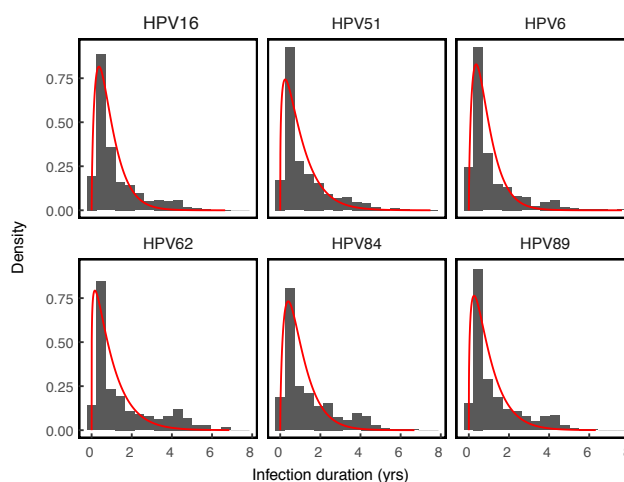 HPV16 HPV51 HPV6
0.75
0.50
0.25
0.00
HPV62 HPV84 HPV89
0.75
0.50
0.25
0.00
0 2 4 6 8 0 2 4 6 8 0 2 4 6 8
Density
Infection duration (yrs)